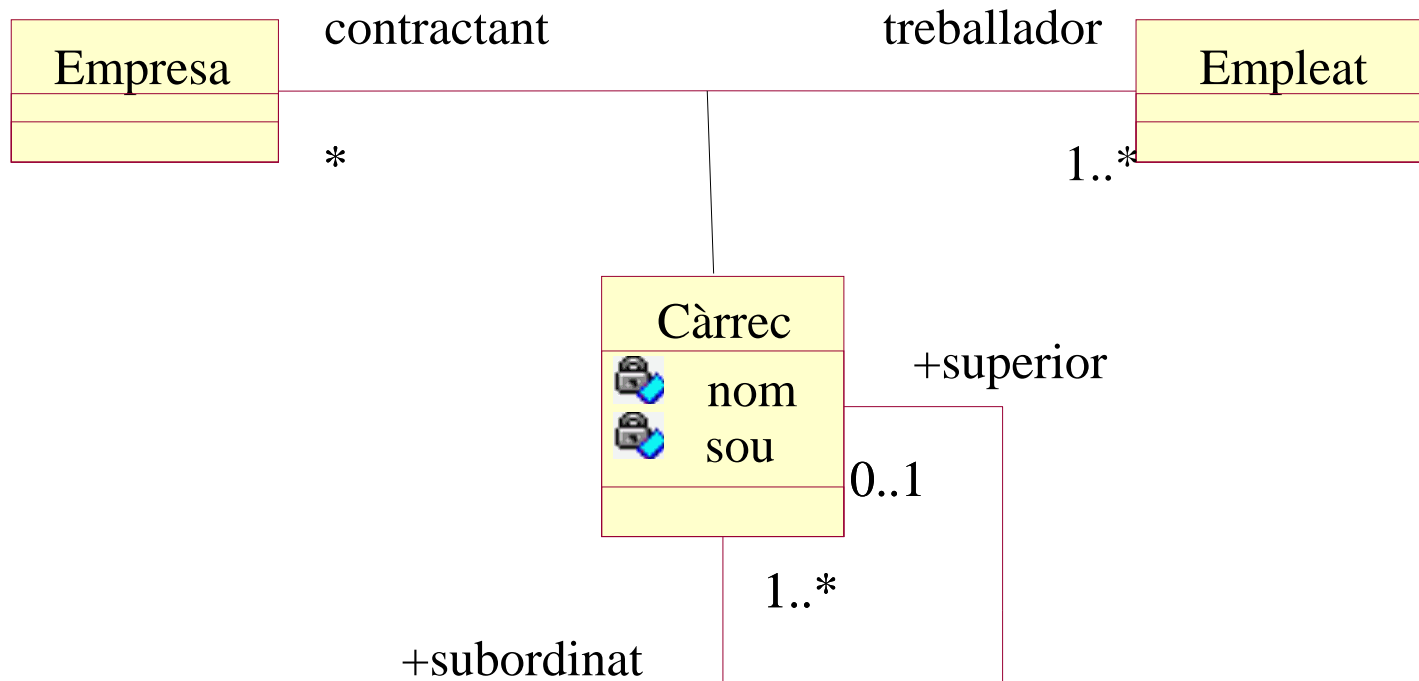 contractant
treballador
Empresa
Empleat
*
1..*
Càrrec
nom
+superior
sou
0..1
1..*
+subordinat